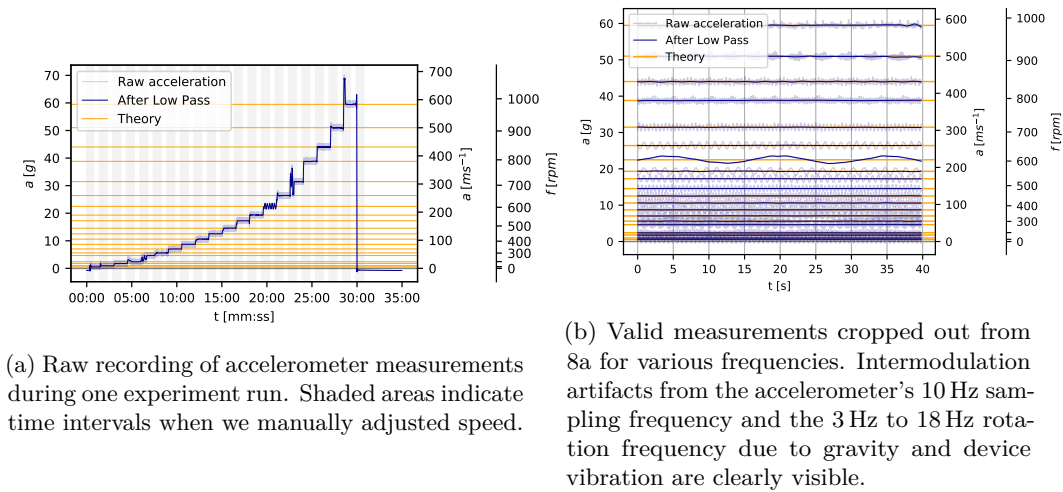 Raw acceleration
After Low Pass
Theory
70
60
50
40
30
20
10
0
a [g]
00:00 05:00 10:00 15:00 20:00 25:00 30:00 35:00
t [mm:ss]
700
600
500
400
300
200
100
0
a [ms⁻¹]
1000
900
800
700
600
500
400
300
0
f [rpm]
(a) Raw recording of accelerometer measurements
during one experiment run. Shaded areas indicate
time intervals when we manually adjusted speed.
Raw acceleration
After Low Pass
Theory
60
50
40
30
20
10
0
a [g]
0 5 10 15 20 25 30 35 40
t [s]
600
500
400
300
200
100
0
a [ms⁻¹]
1000
900
800
700
600
500
400
300
0
f [rpm]
(b) Valid measurements cropped out from
8a for various frequencies. Intermodulation
artifacts from the accelerometer's 10 Hz sam-
pling frequency and the 3 Hz to 18 Hz rota-
tion frequency due to gravity and device
vibration are clearly visible.